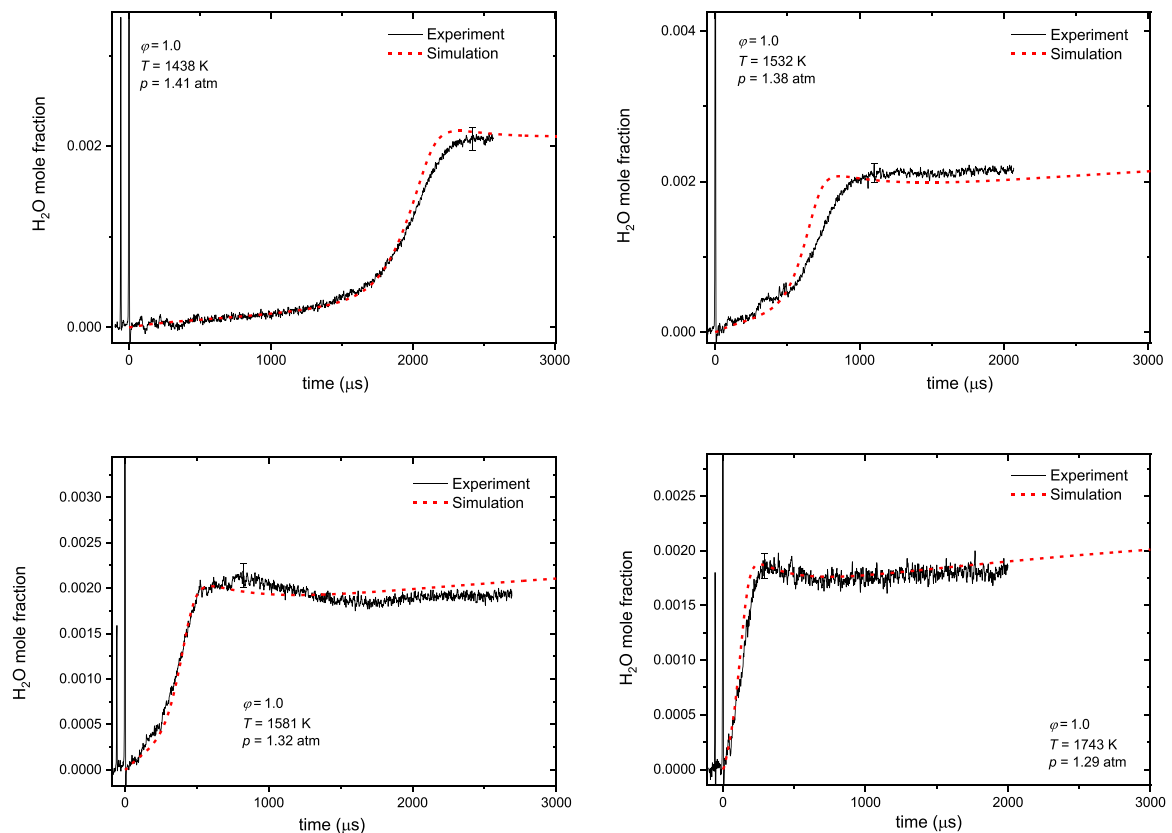 Experiment
Simulation
φ = 1.0
T = 1438 K
p = 1.41 atm
H₂O mole fraction
0.002
0.000
0 1000 2000 3000
time (μs)
Experiment
Simulation
φ = 1.0
T = 1532 K
p = 1.38 atm
H₂O mole fraction
0.004
0.002
0.000
0 1000 2000 3000
time (μs)
Experiment
Simulation
H₂O mole fraction
0.0030
0.0025
0.0020
0.0015
0.0010
0.0005
0.0000
φ = 1.0
T = 1581 K
p = 1.32 atm
0 1000 2000 3000
time (μs)
Experiment
Simulation
H₂O mole fraction
0.0025
0.0020
0.0015
0.0010
0.0005
0.0000
φ = 1.0
T = 1743 K
p = 1.29 atm
0 1000 2000 3000
time (μs)